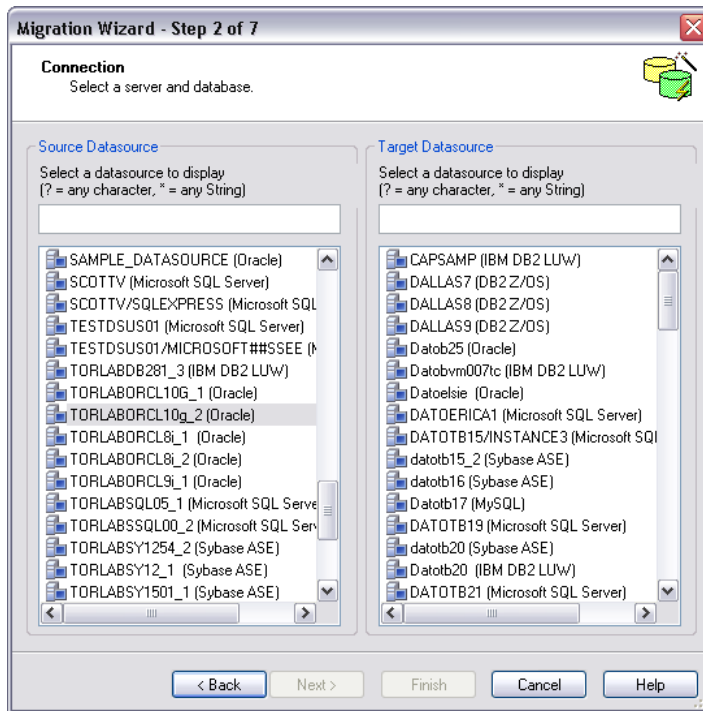 Migration Wizard - Step 2 of 7
Connection
Select a server and database.
Source Datasource
Select a datasource to display
(? = any character, * = any String)
SAMPLE_DATASOURCE (Oracle)
SCOTTV (Microsoft SQL Server)
SCOTTV/SQLEXPRESS (Microsoft SQL
TESTDSUS01 (Microsoft SQL Server)
TESTDSUS01/MICROSOFT##SSEE (M
TORLABDB281_3 (IBM DB2 LUW)
TORLABORCL10G_1 (Oracle)
TORLABORCL10g_2 (Oracle)
TORLABORCL8i_1 (Oracle)
TORLABORCL8i_2 (Oracle)
TORLABORCL9i_1 (Oracle)
TORLABSQL05_1 (Microsoft SQL Serve
TORLABSSQL00_2 (Microsoft SQL Serv
TORLABSY1254_2 (Sybase ASE)
TORLABSY12_1 (Sybase ASE)
TORLABSY1501_1 (Sybase ASE)
Target Datasource
Select a datasource to display
(? = any character, * = any String)
CAPSAMP (IBM DB2 LUW)
DALLAS7 (DB2 Z/OS)
DALLAS8 (DB2 Z/OS)
DALLAS9 (DB2 Z/OS)
Datob25 (Oracle)
Datobvm007tc (IBM DB2 LUW)
Datoelsie (Oracle)
DATOERICA1 (Microsoft SQL Server)
DATOTB15/INSTANCE3 (Microsoft SQL
datotb15_2 (Sybase ASE)
datotb16 (Sybase ASE)
Datotb17 (MySQL)
DATOTB19 (Microsoft SQL Server)
datotb20 (Sybase ASE)
Datotb20 (IBM DB2 LUW)
DATOTB21 (Microsoft SQL Server)
< Back
Next >
Finish
Cancel
Help